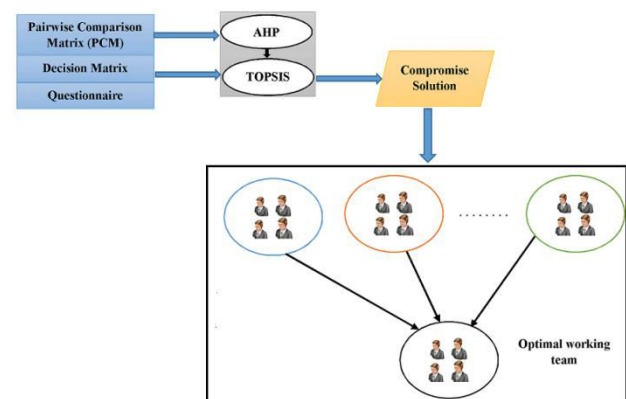 Pairwise Comparison
Matrix (PCM)
Decision Matrix
Questionnaire
AHP
TOPSIS
Compromise
Solution
........
Optimal working
team